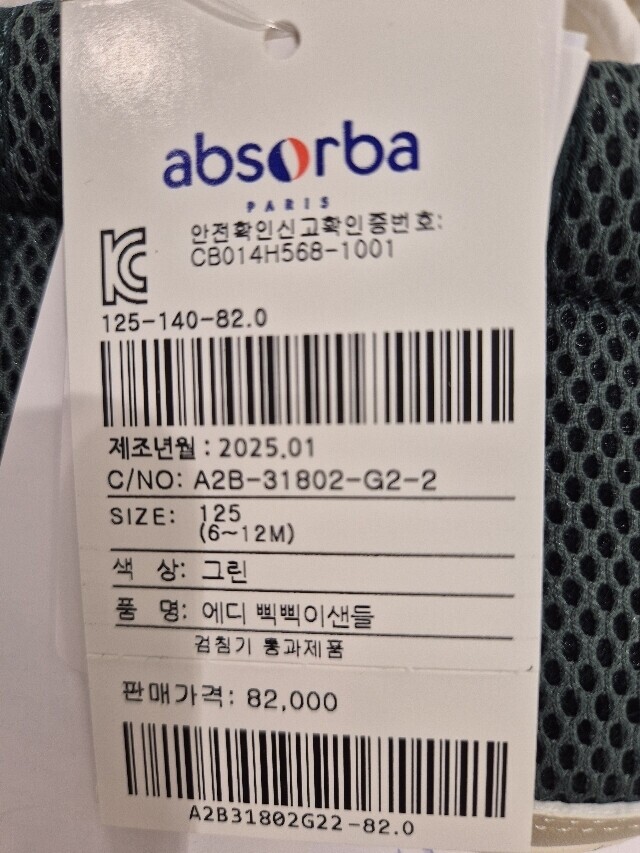 absorba
PARIS
안전확인신고확인증번호:
CB014H568-1001
125-140-82.0
제조년월 : 2025.01
C/NO: A2B-31802-G2-2
SIZE: 125
(6~12M)
색 상: 그린
품 명: 에디 삑삑이샌들
검침기 통과제품
판매가격: 82,000
A2B31802G22-82.0